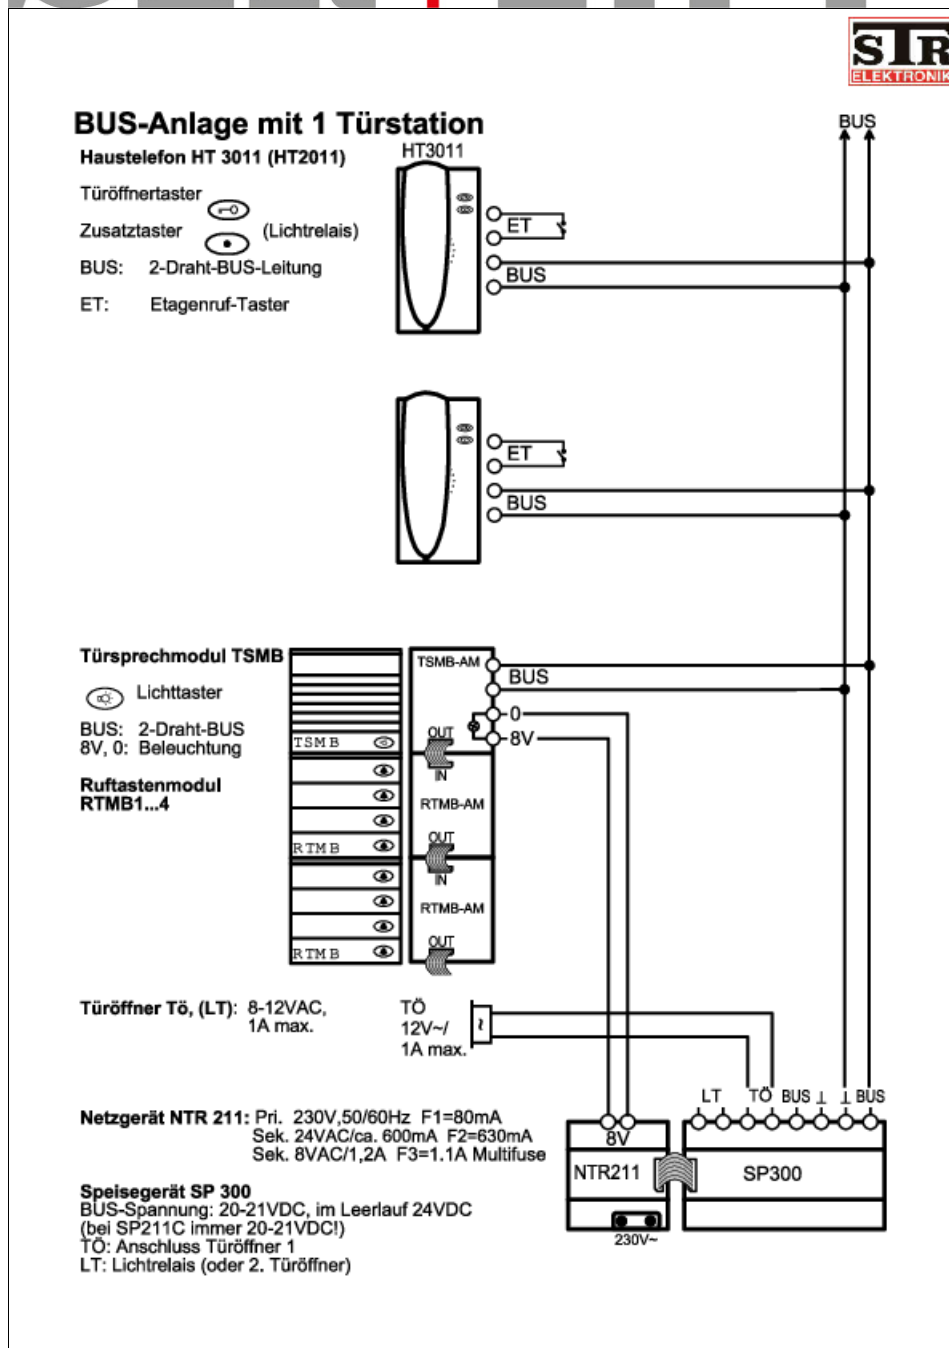 STR
ELEKTRONIK
BUS-Anlage mit 1 Türstation
BUS
Haustelefon HT 3011 (HT2011)
HT3011
Türöffnertaster
Zusatztaster (Lichtrelais)
BUS: 2-Draht-BUS-Leitung
ET: Etagenruf-Taster
ET
BUS
ET
BUS
Türsprechmodul TSMB
Lichttaster
BUS: 2-Draht-BUS
8V, 0: Beleuchtung
Ruftastenmodul
RTMB1...4
TSMB
RTMB
RTMB
TSMB-AM
BUS
0
8V
OUT
IN
RTMB-AM
OUT
IN
RTMB-AM
OUT
Türöffner Tö, (LT): 8-12VAC,
1A max.
TÖ
12V~/
1A max.
~
LT TÖ BUS ⊥ ⊥ BUS
Netzgerät NTR 211: Pri. 230V,50/60Hz F1=80mA
Sek. 24VAC/ca. 600mA F2=630mA
Sek. 8VAC/1,2A F3=1.1A Multifuse
8V
NTR211
SP300
230V~
Speisegerät SP 300
BUS-Spannung: 20-21VDC, im Leerlauf 24VDC
(bei SP211C immer 20-21VDC!)
TÖ: Anschluss Türöffner 1
LT: Lichtrelais (oder 2. Türöffner)